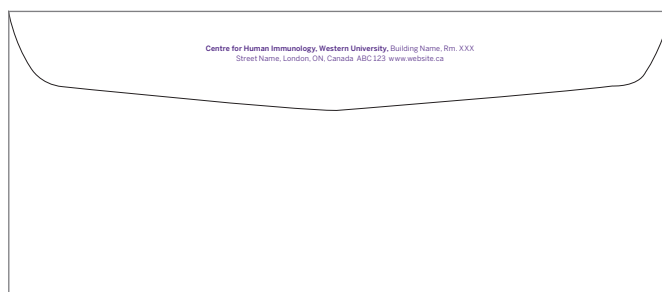 Centre for Human Immunology, Western University, Building Name, Rm. XXX
Street Name, London, ON, Canada ABC 123 www.website.ca